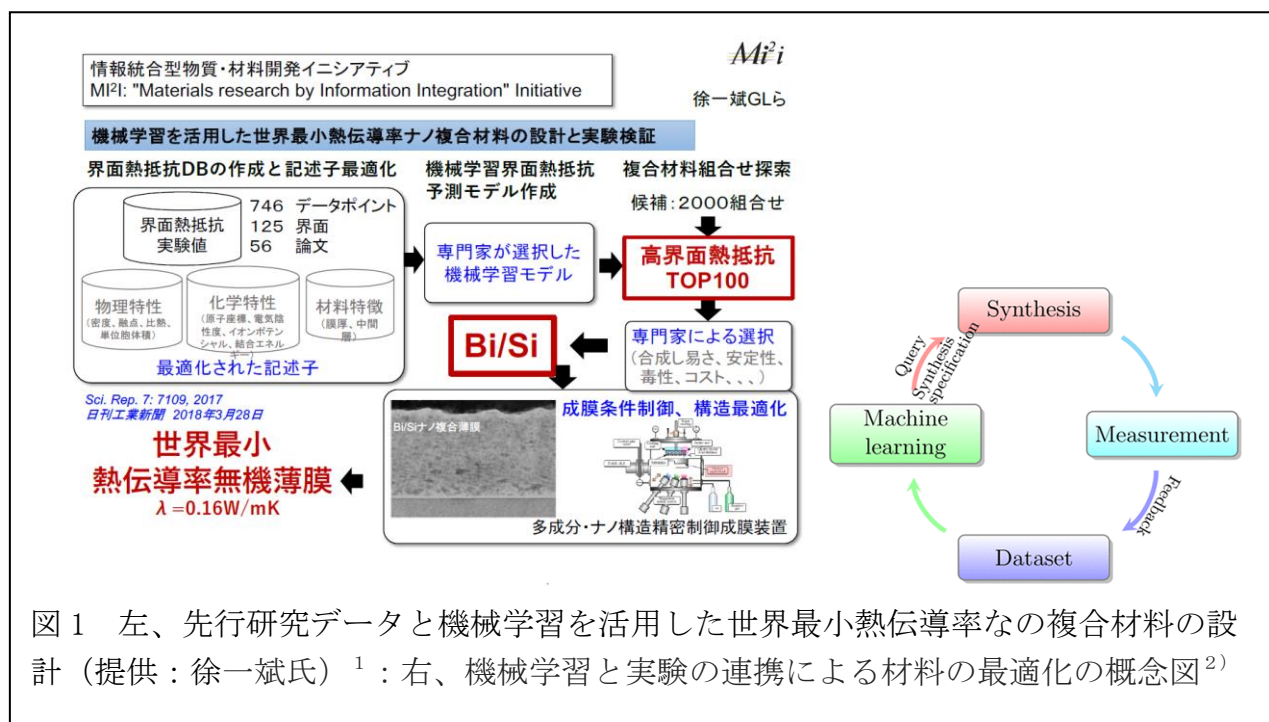 Mi²i
情報統合型物質・材料開発イニシアティブ
MI²I: "Materials research by Information Integration" Initiative
徐一斌GLら
機械学習を活用した世界最小熱伝導率ナノ複合材料の設計と実験検証
界面熱抵抗DBの作成と記述子最適化
746 データポイント
125 界面
56 論文
界面熱抵抗
実験値
物理特性
(密度、融点、比熱、
単位胞体積)
化学特性
(原子座標、電気陰
性度、イオンポテン
シャル、結合エネル
ギー)
材料特徴
(膜厚、中間
層)
最適化された記述子
機械学習界面熱抵抗
予測モデル作成
専門家が選択した
機械学習モデル
複合材料組合せ探索
候補:2000組合せ
高界面熱抵抗
TOP100
専門家による選択
(合成し易さ、安定性、
毒性、コスト、、、)
Bi/Si
成膜条件制御、構造最適化
Bi/Siナノ複合薄膜
多成分・ナノ構造精密制御成膜装置
Sci. Rep. 7: 7109, 2017
日刊工業新聞 2018年3月28日
世界最小
熱伝導率無機薄膜
λ=0.16W/mK
Synthesis
Query
Synthesis
specification
Machine
learning
Measurement
Feedback
Dataset
図1 左、先行研究データと機械学習を活用した世界最小熱伝導率なの複合材料の設
計(提供:徐一斌氏)¹:右、機械学習と実験の連携による材料の最適化の概念図²⁾